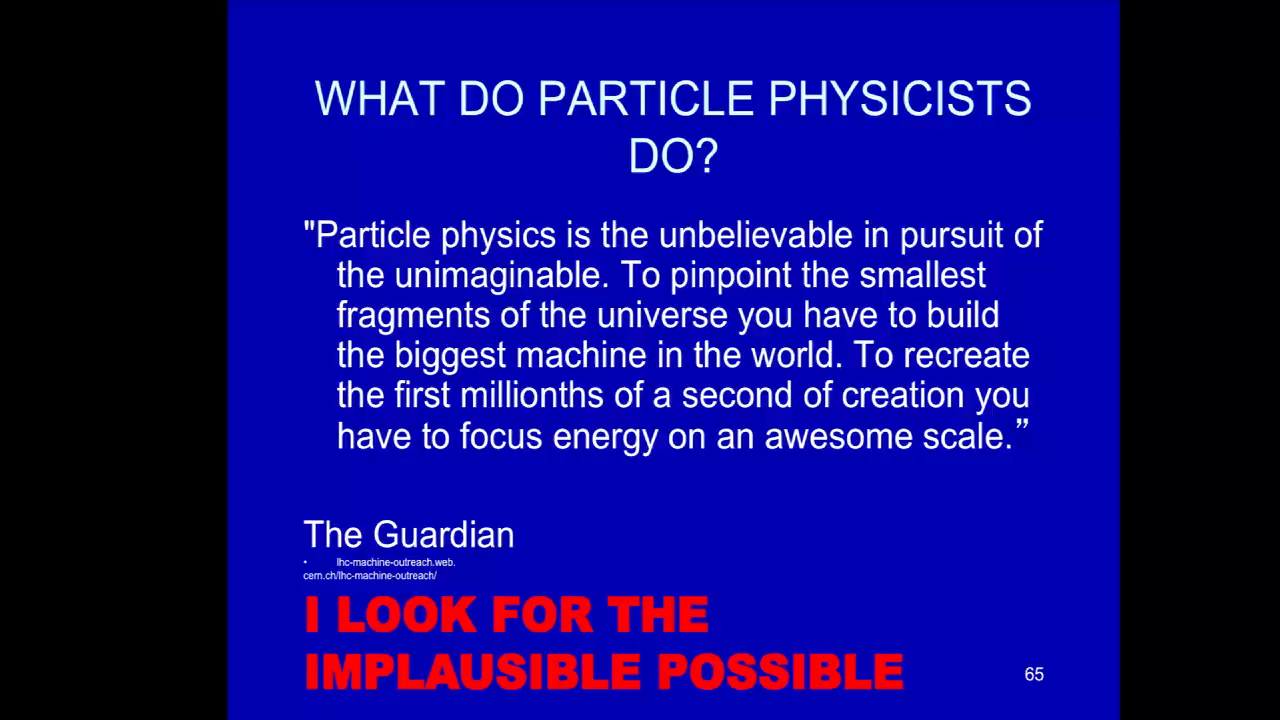 WHAT DO PARTICLE PHYSICISTS
DO?
"Particle physics is the unbelievable in pursuit of
the unimaginable. To pinpoint the smallest
fragments of the universe you have to build
the biggest machine in the world. To recreate
the first millionths of a second of creation you
have to focus energy on an awesome scale.”
The Guardian
• lhc-machine-outreach.web.
cern.ch/lhc-machine-outreach/
I LOOK FOR THE
IMPLAUSIBLE POSSIBLE
65